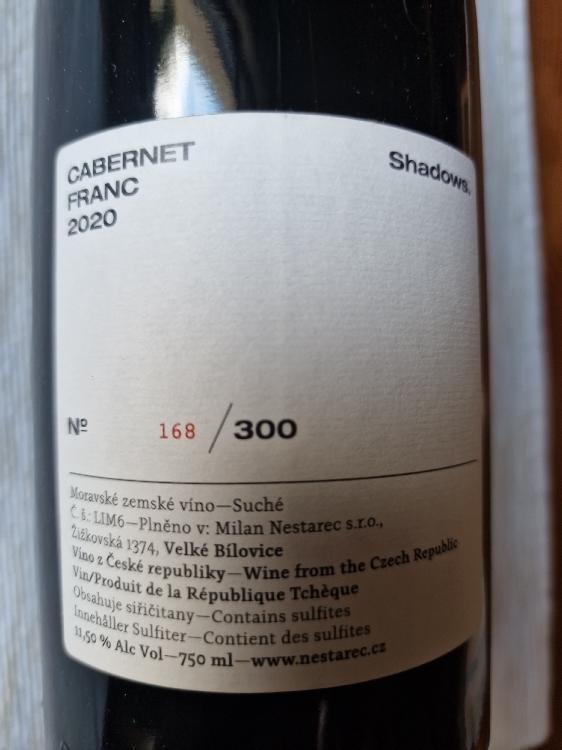 CABERNET
FRANC
2020
Shadows.
Nº 168 / 300
Moravské zemské víno—Suché
Č. š.: LIM6—Plněno v: Milan Nestarec s.r.o.,
Žižkovská 1374, Velké Bílovice
Víno z České republiky—Wine from the Czech Republic
Vin/Produit de la République Tchèque
Obsahuje siřičitany—Contains sulfites
Innehåller Sulfiter—Contient des sulfites
11,50 % Alc Vol—750 ml—www.nestarec.cz